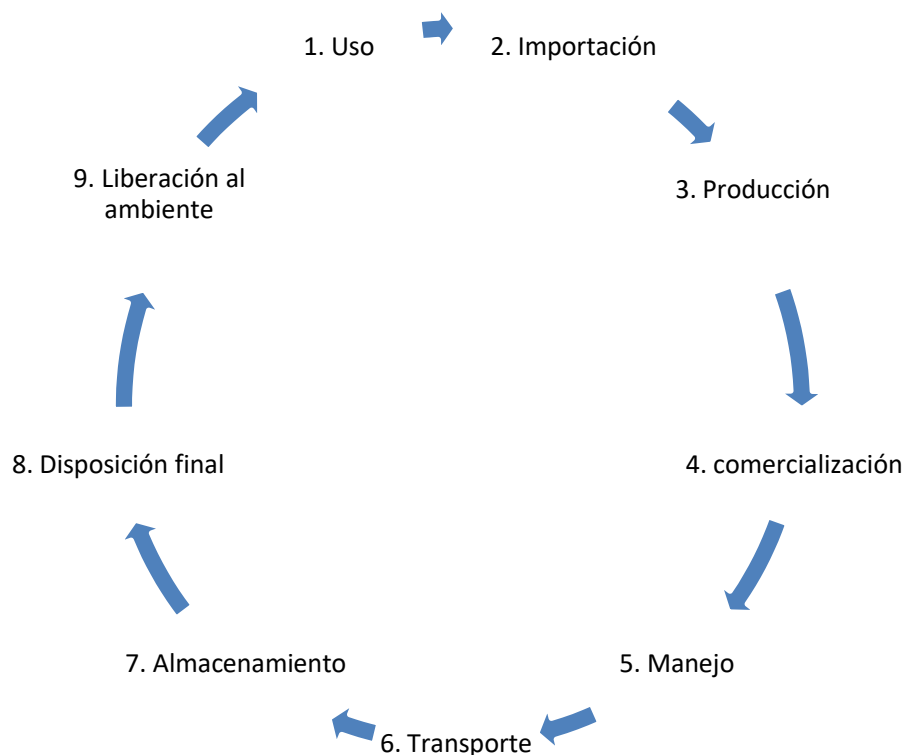 1. Uso
2. Importación
3. Producción
4. comercialización
5. Manejo
6. Transporte
7. Almacenamiento
8. Disposición final
9. Liberación al
ambiente